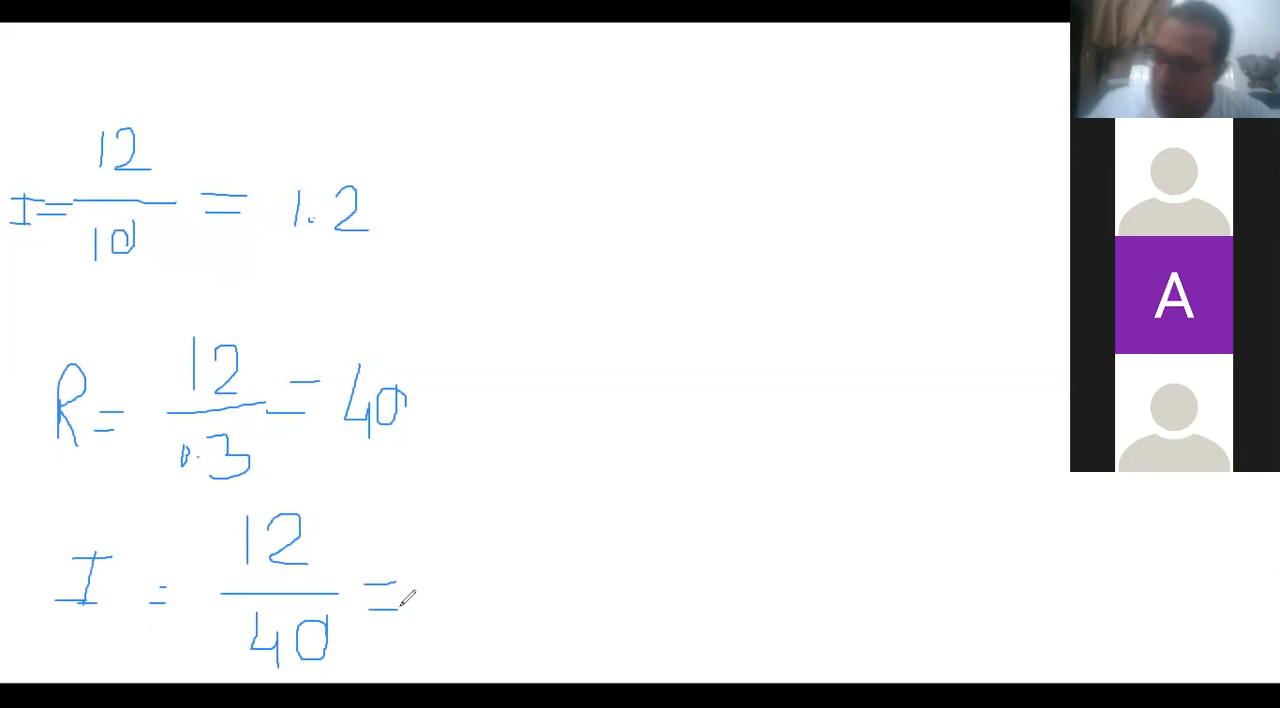 I = 12/10 = 1.2
A
R = 12/0.3 = 40
I = 12/40 =